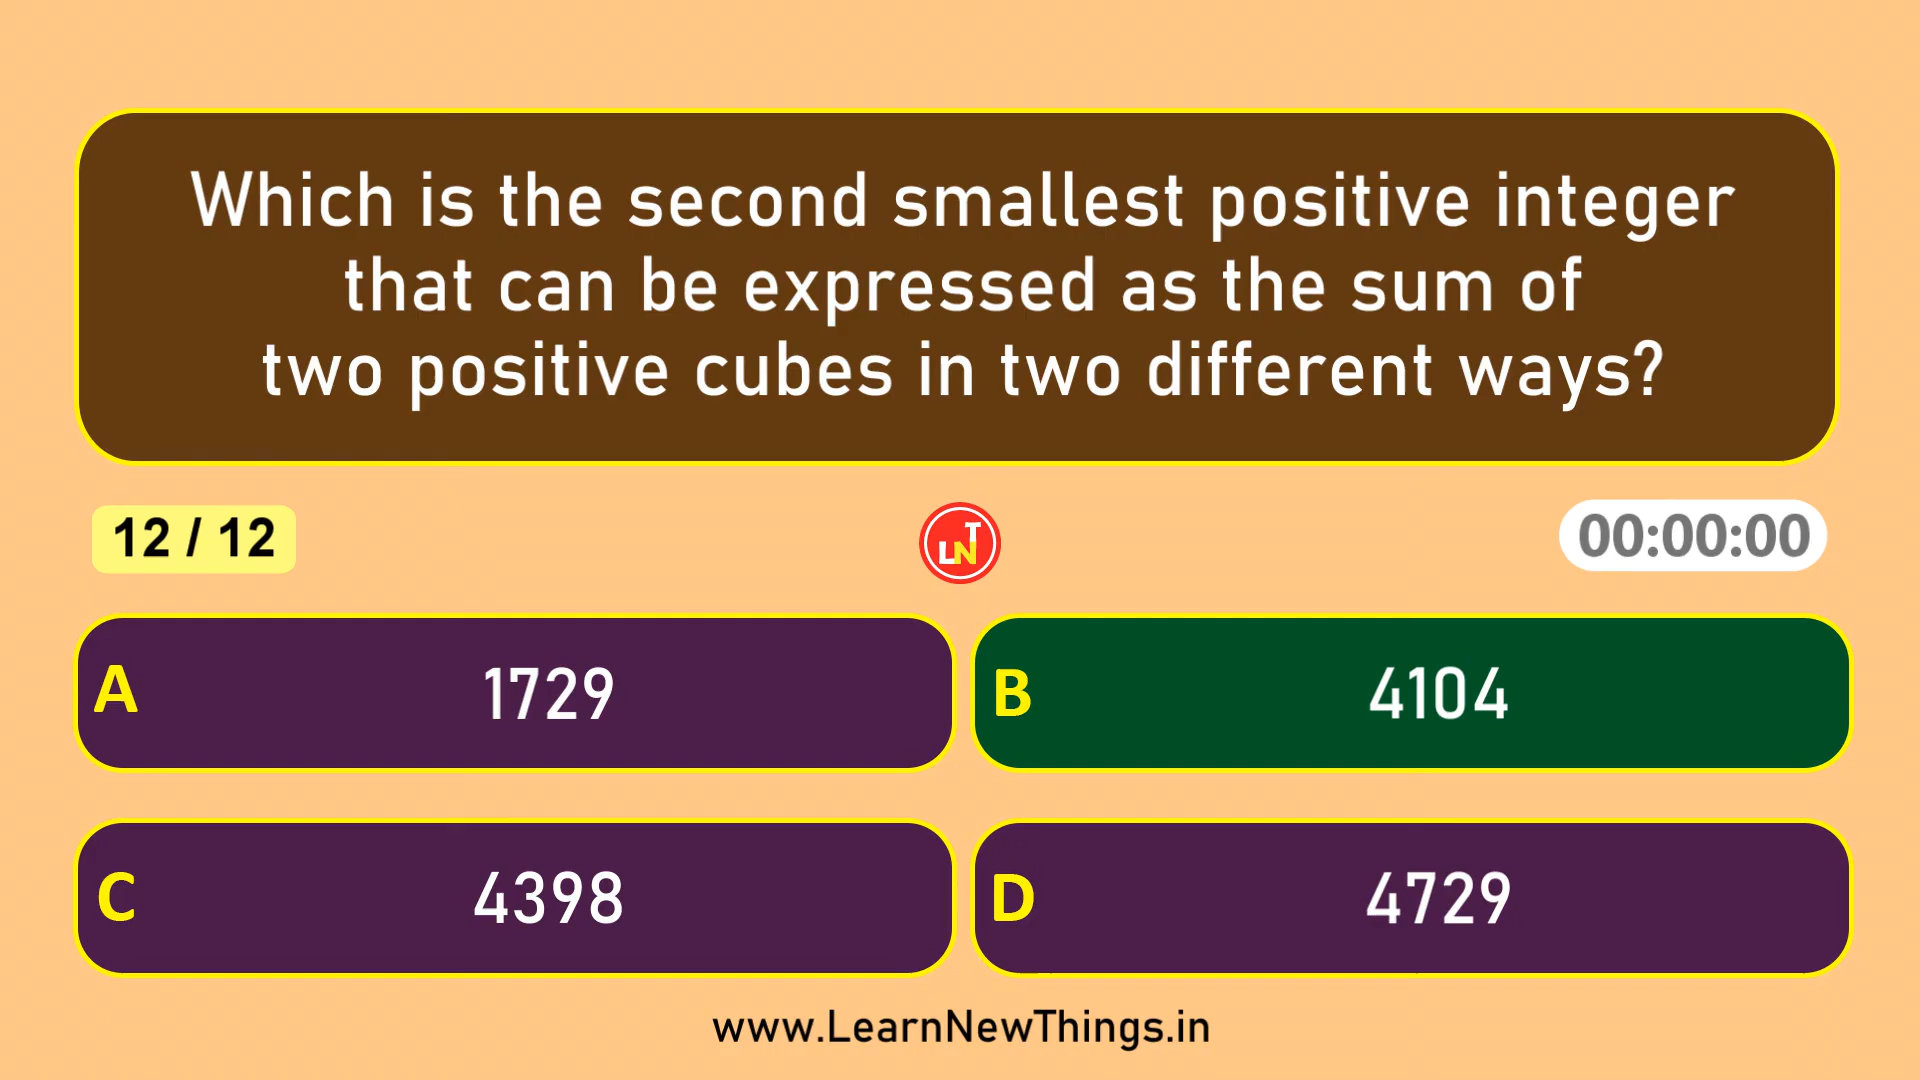 Which is the second smallest positive integer
that can be expressed as the sum of
two positive cubes in two different ways?
12 / 12
LNT
00:00:00
A 1729
B 4104
C 4398
D 4729
www.LearnNewThings.in